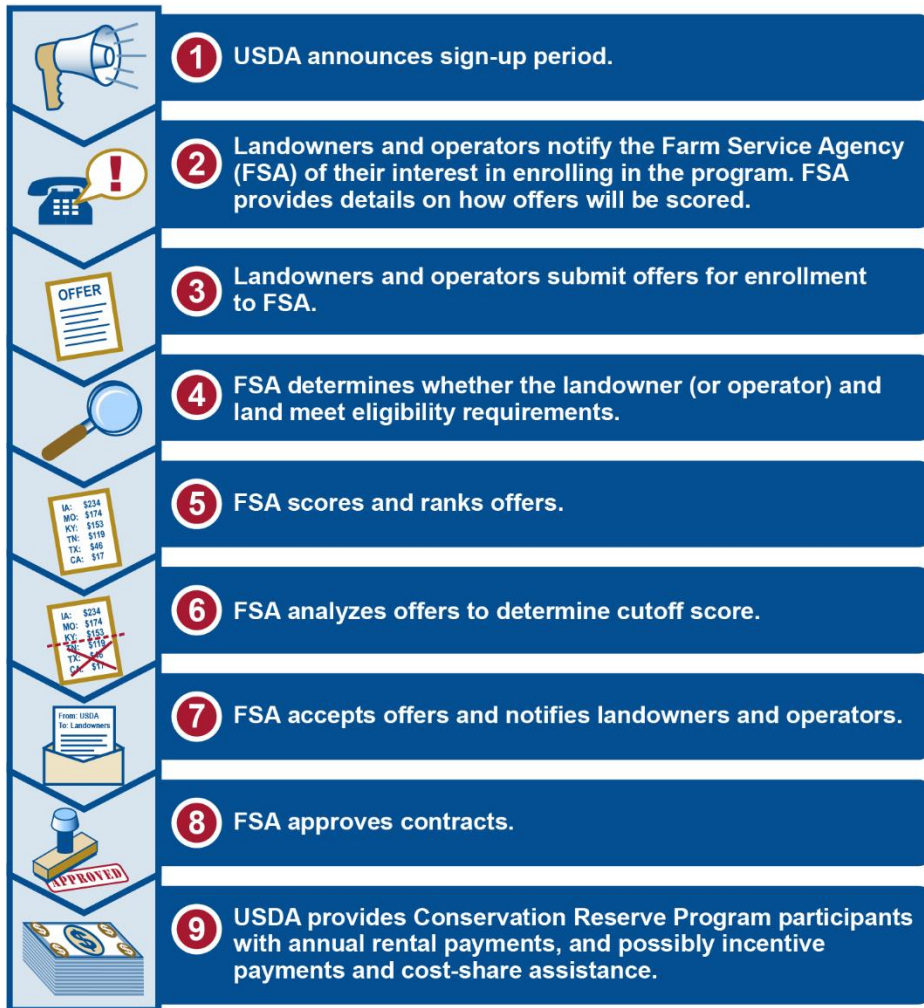 1 USDA announces sign-up period.
2 Landowners and operators notify the Farm Service Agency
(FSA) of their interest in enrolling in the program. FSA
provides details on how offers will be scored.
!
OFFER
3 Landowners and operators submit offers for enrollment
to FSA.
4 FSA determines whether the landowner (or operator) and
land meet eligibility requirements.
IA: $234
MO: $174
KY: $153
TN: $119
TX: $46
CA: $17
5 FSA scores and ranks offers.
IA: $234
MO: $174
KY: $153
TN: $119
TX: $46
CA: $17
6 FSA analyzes offers to determine cutoff score.
From: USDA
To: Landowners
7 FSA accepts offers and notifies landowners and operators.
APPROVED
8 FSA approves contracts.
$ $ $ $ $
9 USDA provides Conservation Reserve Program participants
with annual rental payments, and possibly incentive
payments and cost-share assistance.